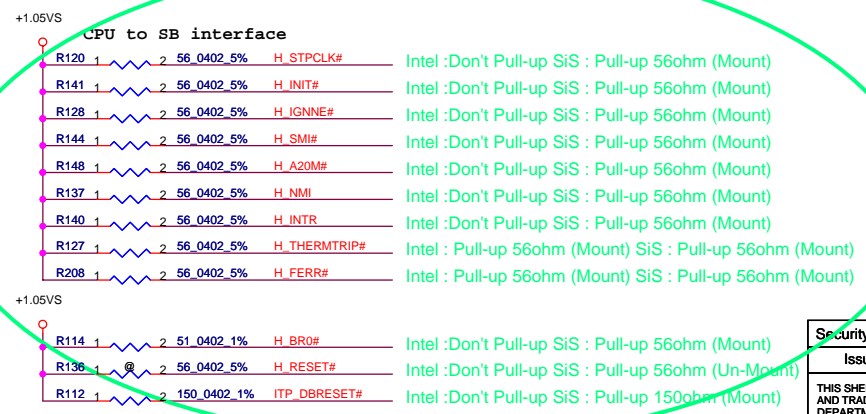 +1.05VS
CPU to SB interface
R120 1 2 56_0402_5% H_STPCLK# Intel :Don't Pull-up SiS : Pull-up 56ohm (Mount)
R141 1 2 56_0402_5% H_INIT# Intel :Don't Pull-up SiS : Pull-up 56ohm (Mount)
R128 1 2 56_0402_5% H_IGNNE# Intel :Don't Pull-up SiS : Pull-up 56ohm (Mount)
R144 1 2 56_0402_5% H_SMI# Intel :Don't Pull-up SiS : Pull-up 56ohm (Mount)
R148 1 2 56_0402_5% H_A20M# Intel :Don't Pull-up SiS : Pull-up 56ohm (Mount)
R137 1 2 56_0402_5% H_NMI Intel :Don't Pull-up SiS : Pull-up 56ohm (Mount)
R140 1 2 56_0402_5% H_INTR Intel :Don't Pull-up SiS : Pull-up 56ohm (Mount)
R127 1 2 56_0402_5% H_THERMTRIP# Intel : Pull-up 56ohm (Mount) SiS : Pull-up 56ohm (Mount)
R208 1 2 56_0402_5% H_FERR# Intel : Pull-up 56ohm (Mount) SiS : Pull-up 56ohm (Mount)
+1.05VS
R114 1 2 51_0402_1% H_BR0# Intel :Don't Pull-up SiS : Pull-up 56ohm (Mount)
R136 1 @ 2 56_0402_5% H_RESET# Intel :Don't Pull-up SiS : Pull-up 56ohm (Un-Mount)
R112 1 2 150_0402_1% ITP_DBRESET# Intel :Don't Pull-up SiS : Pull-up 150ohm (Mount)
Security
Issu
THIS SHE
AND TRA
DEPARTM